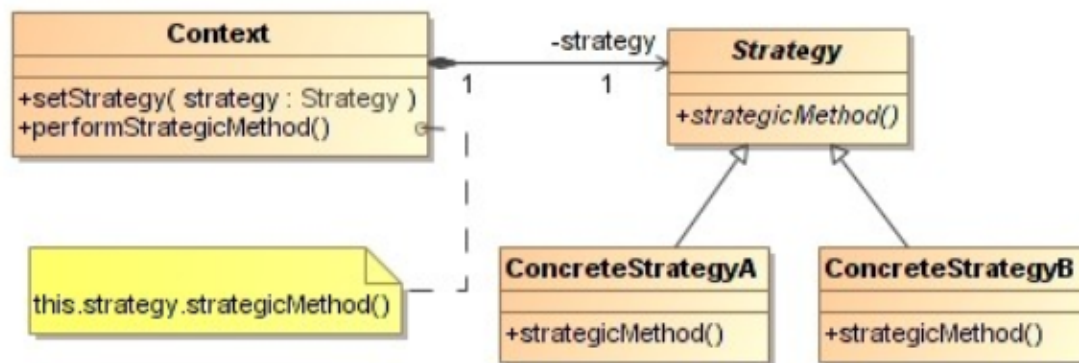 Context
+setStrategy( strategy : Strategy )
+performStrategicMethod()
-strategy
1
1
Strategy
+strategicMethod()
this.strategy.strategicMethod()
ConcreteStrategyA
+strategicMethod()
ConcreteStrategyB
+strategicMethod()